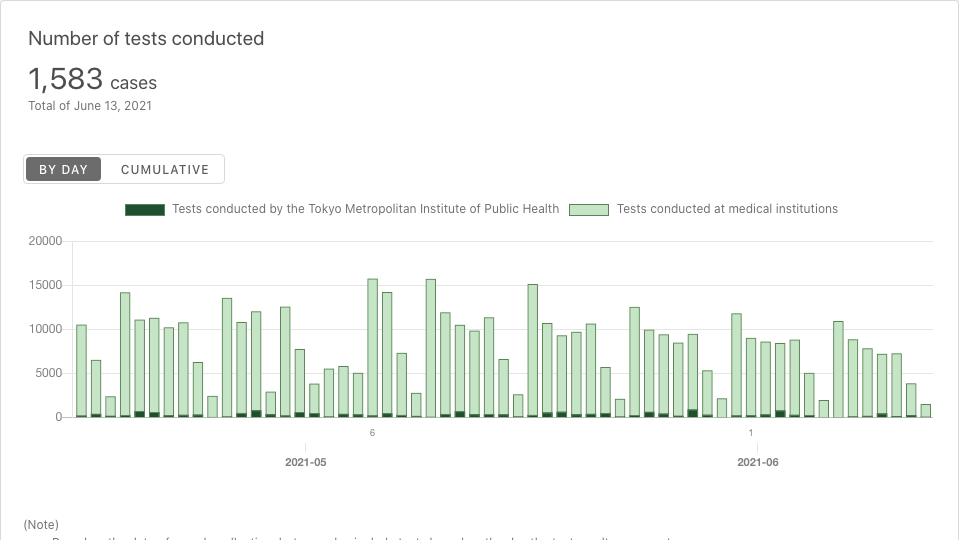 Number of tests conducted
1,583 cases
Total of June 13, 2021
BY DAY CUMULATIVE
Tests conducted by the Tokyo Metropolitan Institute of Public Health Tests conducted at medical institutions
20000
15000
10000
5000
0
6 1
2021-05 2021-06
(Note)